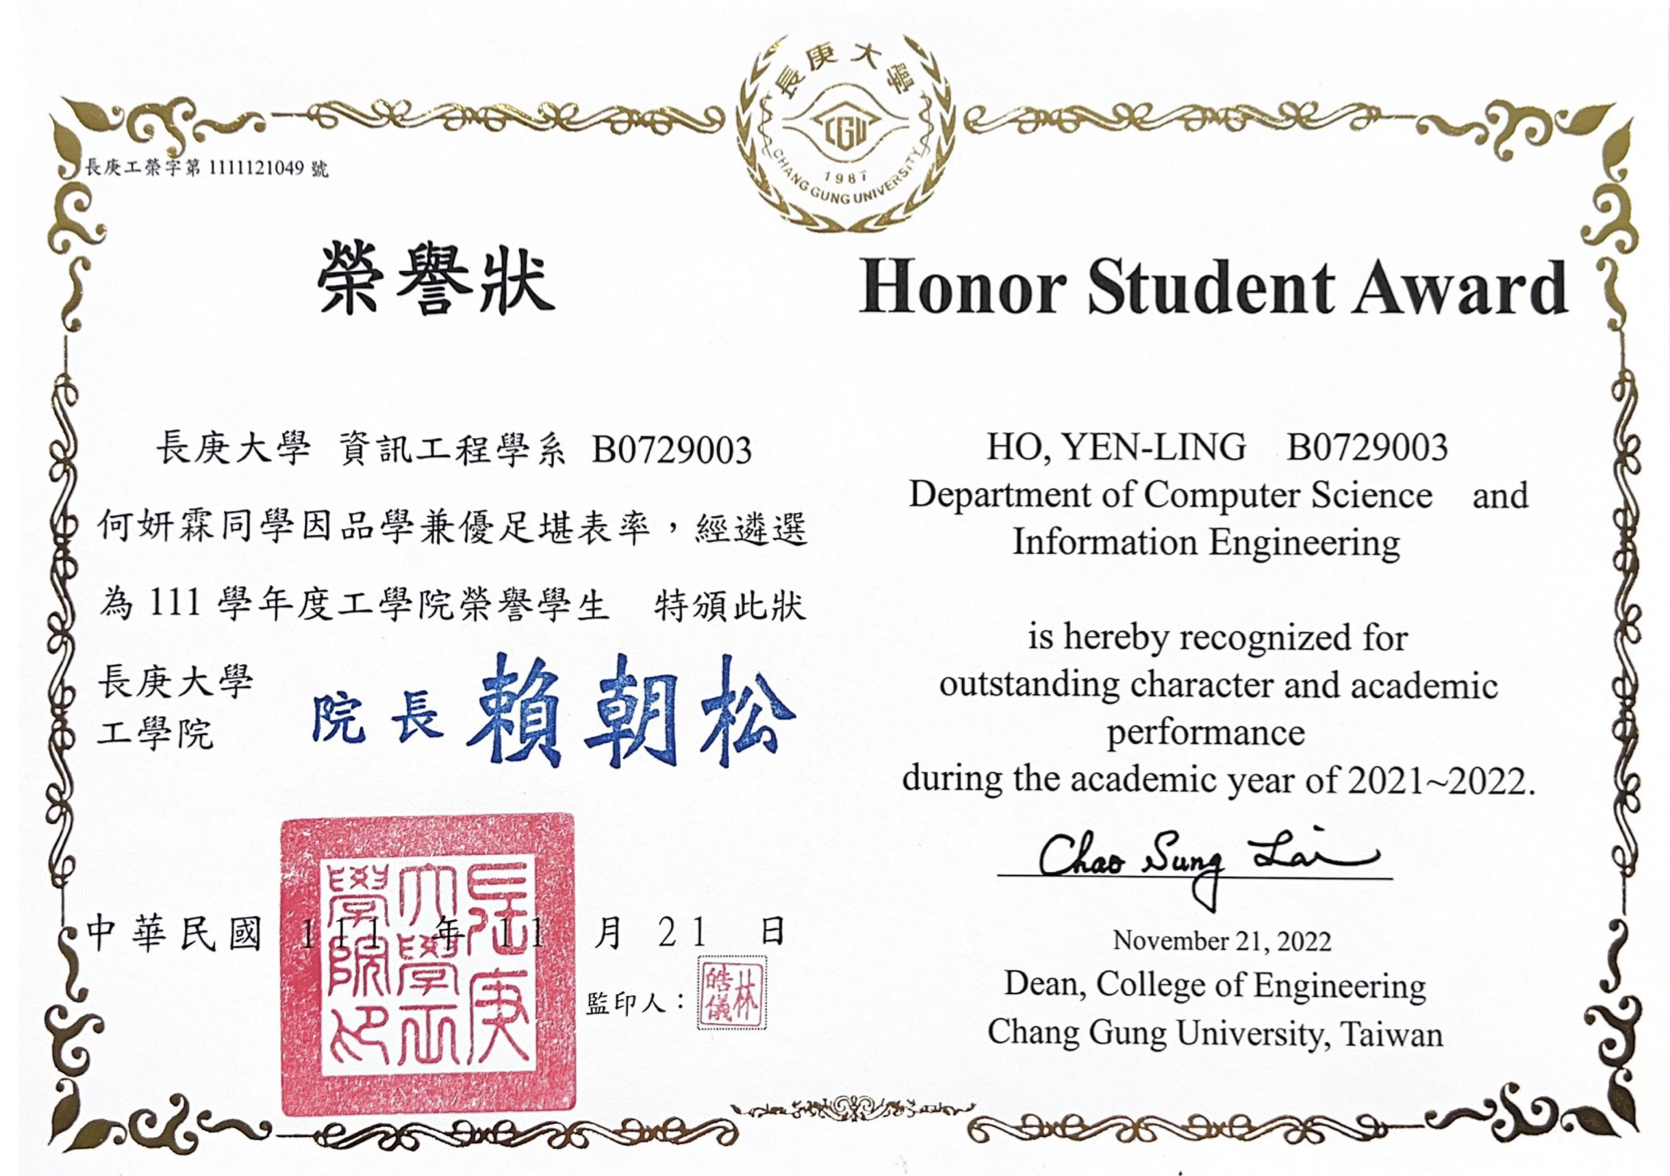 長庚大學
CGU
1987
CHANG GUNG UNIVERSITY
長庚工榮字第 1111121049 號
榮譽狀
長庚大學 資訊工程學系 B0729003
何妍霖同學因品學兼優足堪表率，經遴選
為 111 學年度工學院榮譽學生 特頒此狀
長庚大學
工學院
院長 賴朝松
長庚大學工學院印
中華民國 111 年 11 月 21 日
監印人：
林皓儀
Honor Student Award
HO, YEN-LING B0729003
Department of Computer Science and
Information Engineering
is hereby recognized for
outstanding character and academic
performance
during the academic year of 2021~2022.
Chao Sung Lai
November 21, 2022
Dean, College of Engineering
Chang Gung University, Taiwan